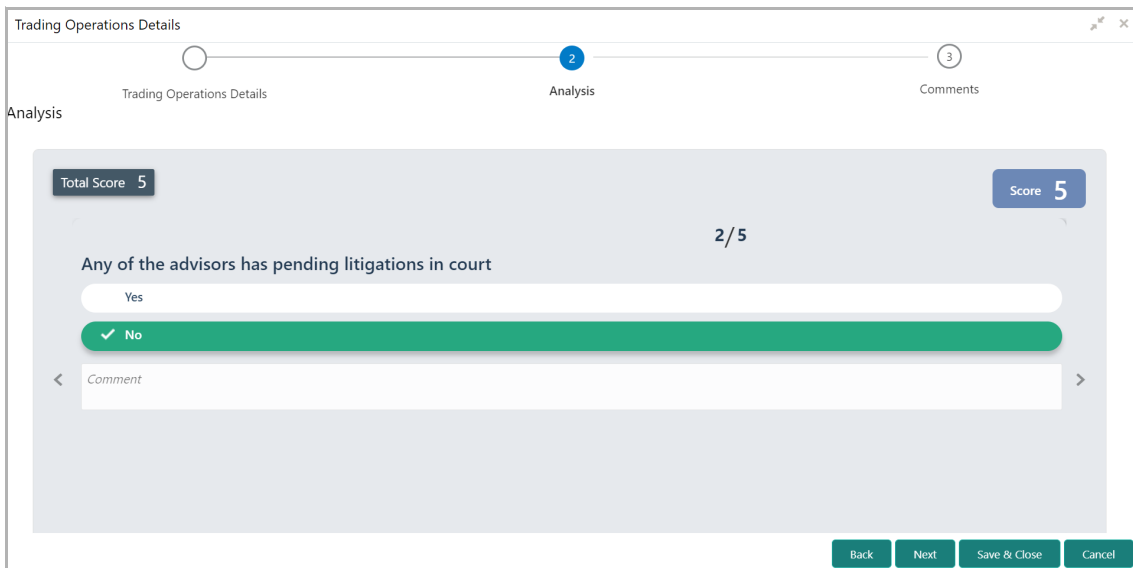 Trading Operations Details
2
3
Trading Operations Details
Analysis
Comments
Analysis
Total Score 5
Score 5
2/5
Any of the advisors has pending litigations in court
Yes
No
Comment
Back
Next
Save & Close
Cancel